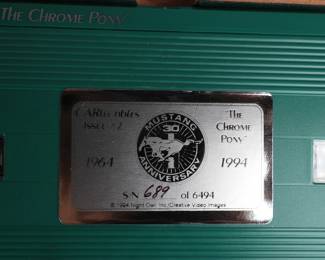 "THE CHROME PONY"
CARtoonbles
ISSUE #2
"THE
CHROME
PONY"
MUSTANG
30
ANNIVERSARY
1964
1994
S/N 689 of 6494
© 1994 Night Owl, Inc./Creative Video Images